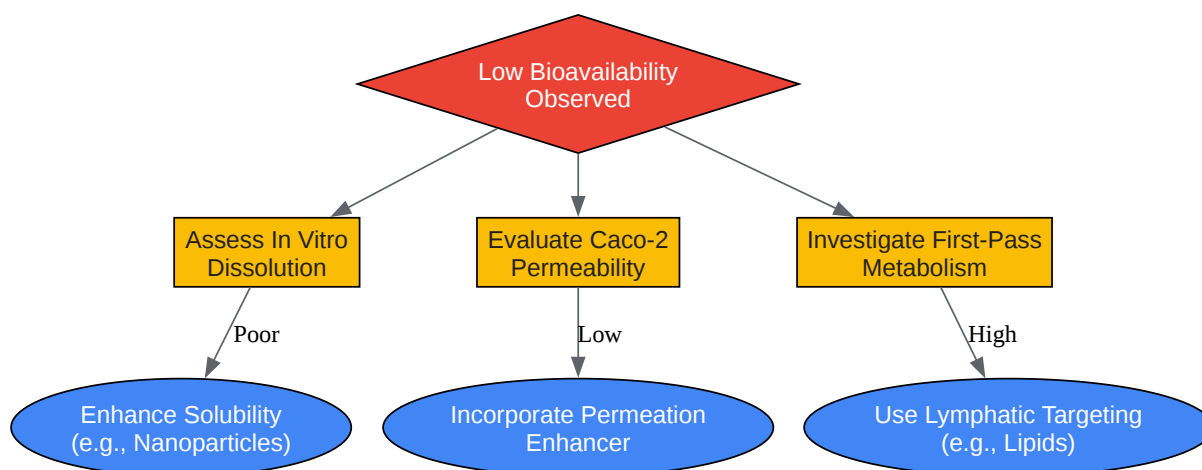 Low Bioavailability
Observed
Assess In Vitro
Dissolution
Evaluate Caco-2
Permeability
Investigate First-Pass
Metabolism
Poor
Low
High
Enhance Solubility
(e.g., Nanoparticles)
Incorporate Permeation
Enhancer
Use Lymphatic Targeting
(e.g., Lipids)